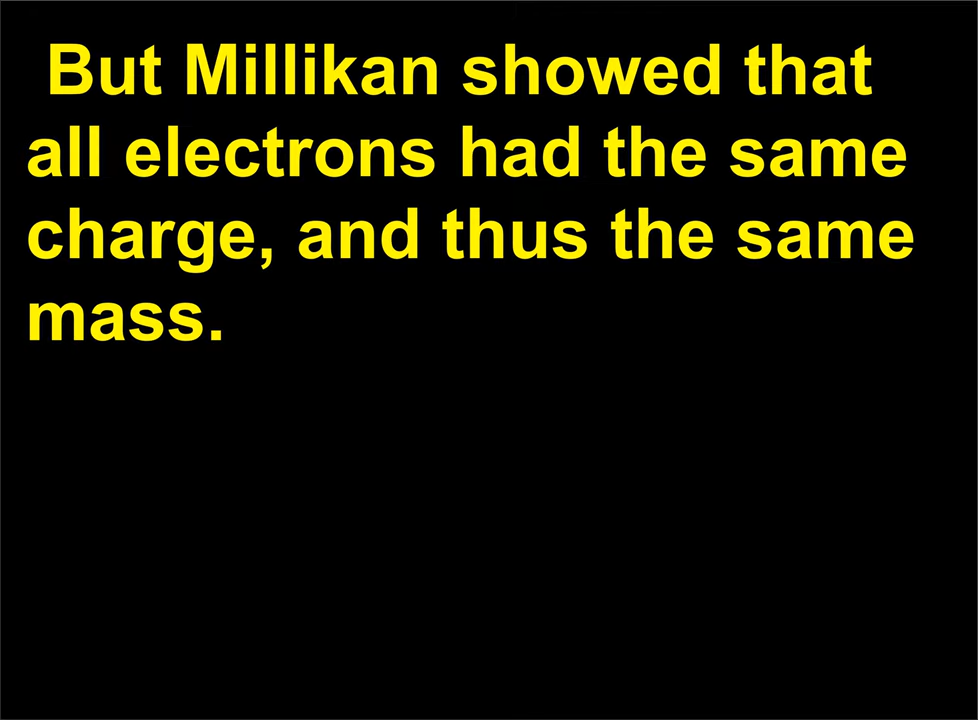 But Millikan showed that
all electrons had the same
charge, and thus the same
mass.